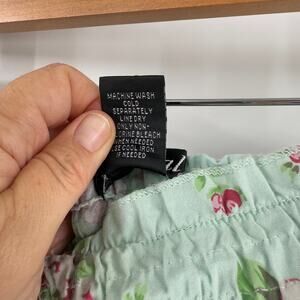 MACHINE WASH
COLD
SEPARATELY
LINE DRY
ONLY NON-
CHLORINE BLEACH
WHEN NEEDED
USE COOL IRON
IF NEEDED